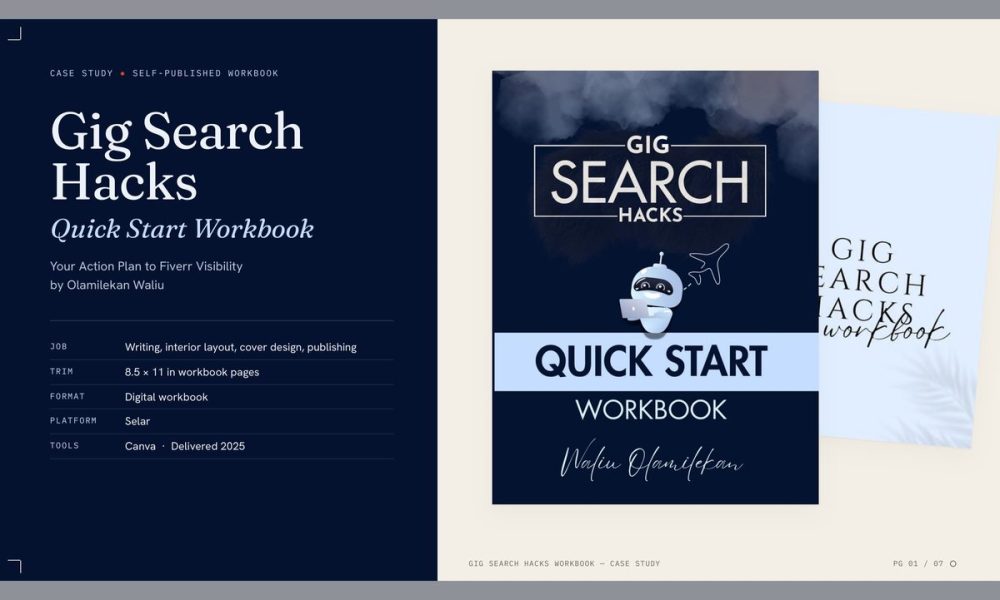 CASE STUDY • SELF-PUBLISHED WORKBOOK
Gig Search
Hacks
Quick Start Workbook
Your Action Plan to Fiverr Visibility
by Olamilekan Waliu
JOB Writing, interior layout, cover design, publishing
TRIM 8.5 × 11 in workbook pages
FORMAT Digital workbook
PLATFORM Selar
TOOLS Canva · Delivered 2025
GIG
SEARCH
HACKS
QUICK START
WORKBOOK
Waliu Olamilekan
GIG
EARCH
HACKS
workbook
GIG SEARCH HACKS WORKBOOK — CASE STUDY
PG 01 / 07